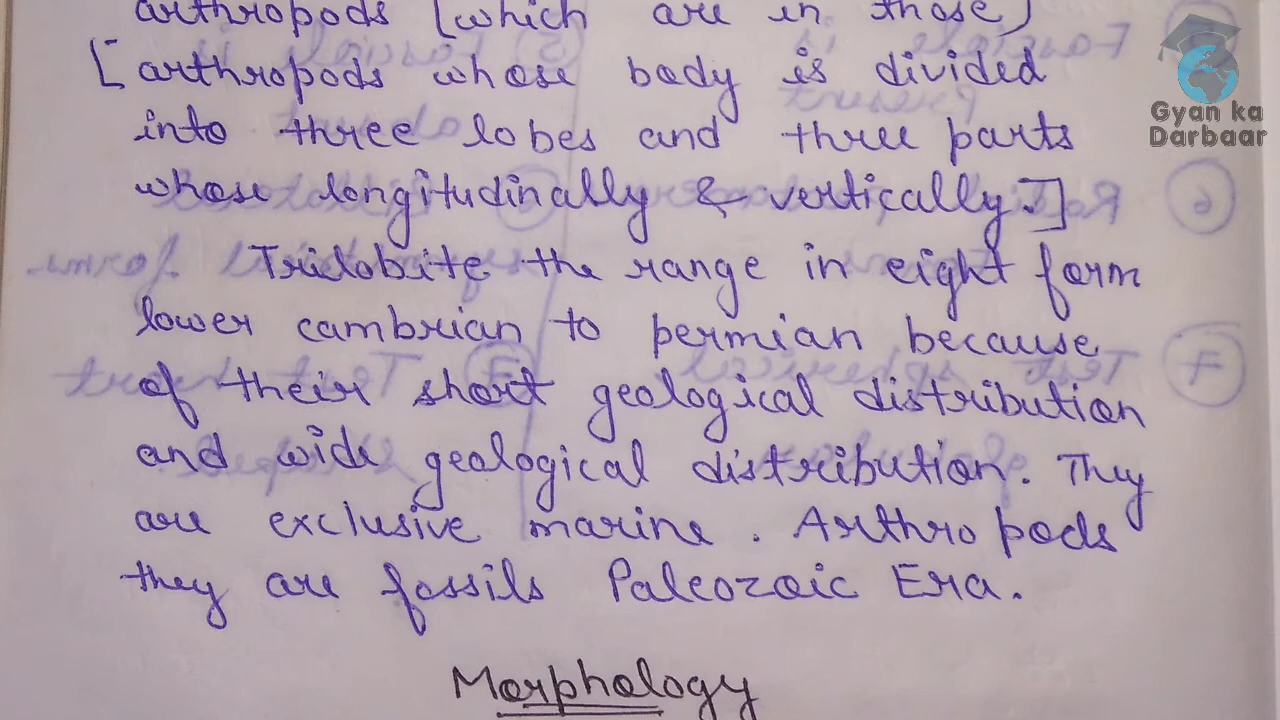 arthropods [which are in those)
[arthropods whose body is divided
into three lobes and three parts
whose longitudinally & vertically.]
Trilobite the range in eight form
lower cambrian to permian because
of their short geological distribution
and wide geological distribution. They
are exclusive marine. Arthropods
they are fossils Paleozoic Era.
Morphology
Gyan ka
Darbaar